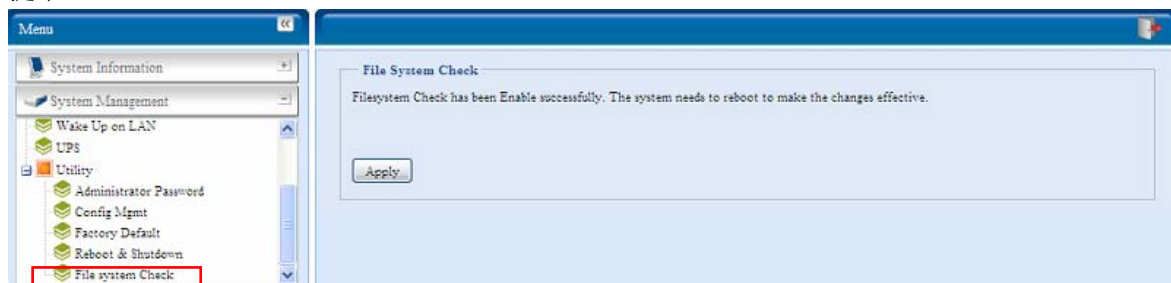 Menu
System Information
System Management
Wake Up on LAN
UPS
Utility
Administrator Password
Config Mgmt
Factory Default
Reboot & Shutdown
File system Check
File System Check
Filesystem Check has been Enable successfully. The system needs to reboot to make the changes effective.
Apply